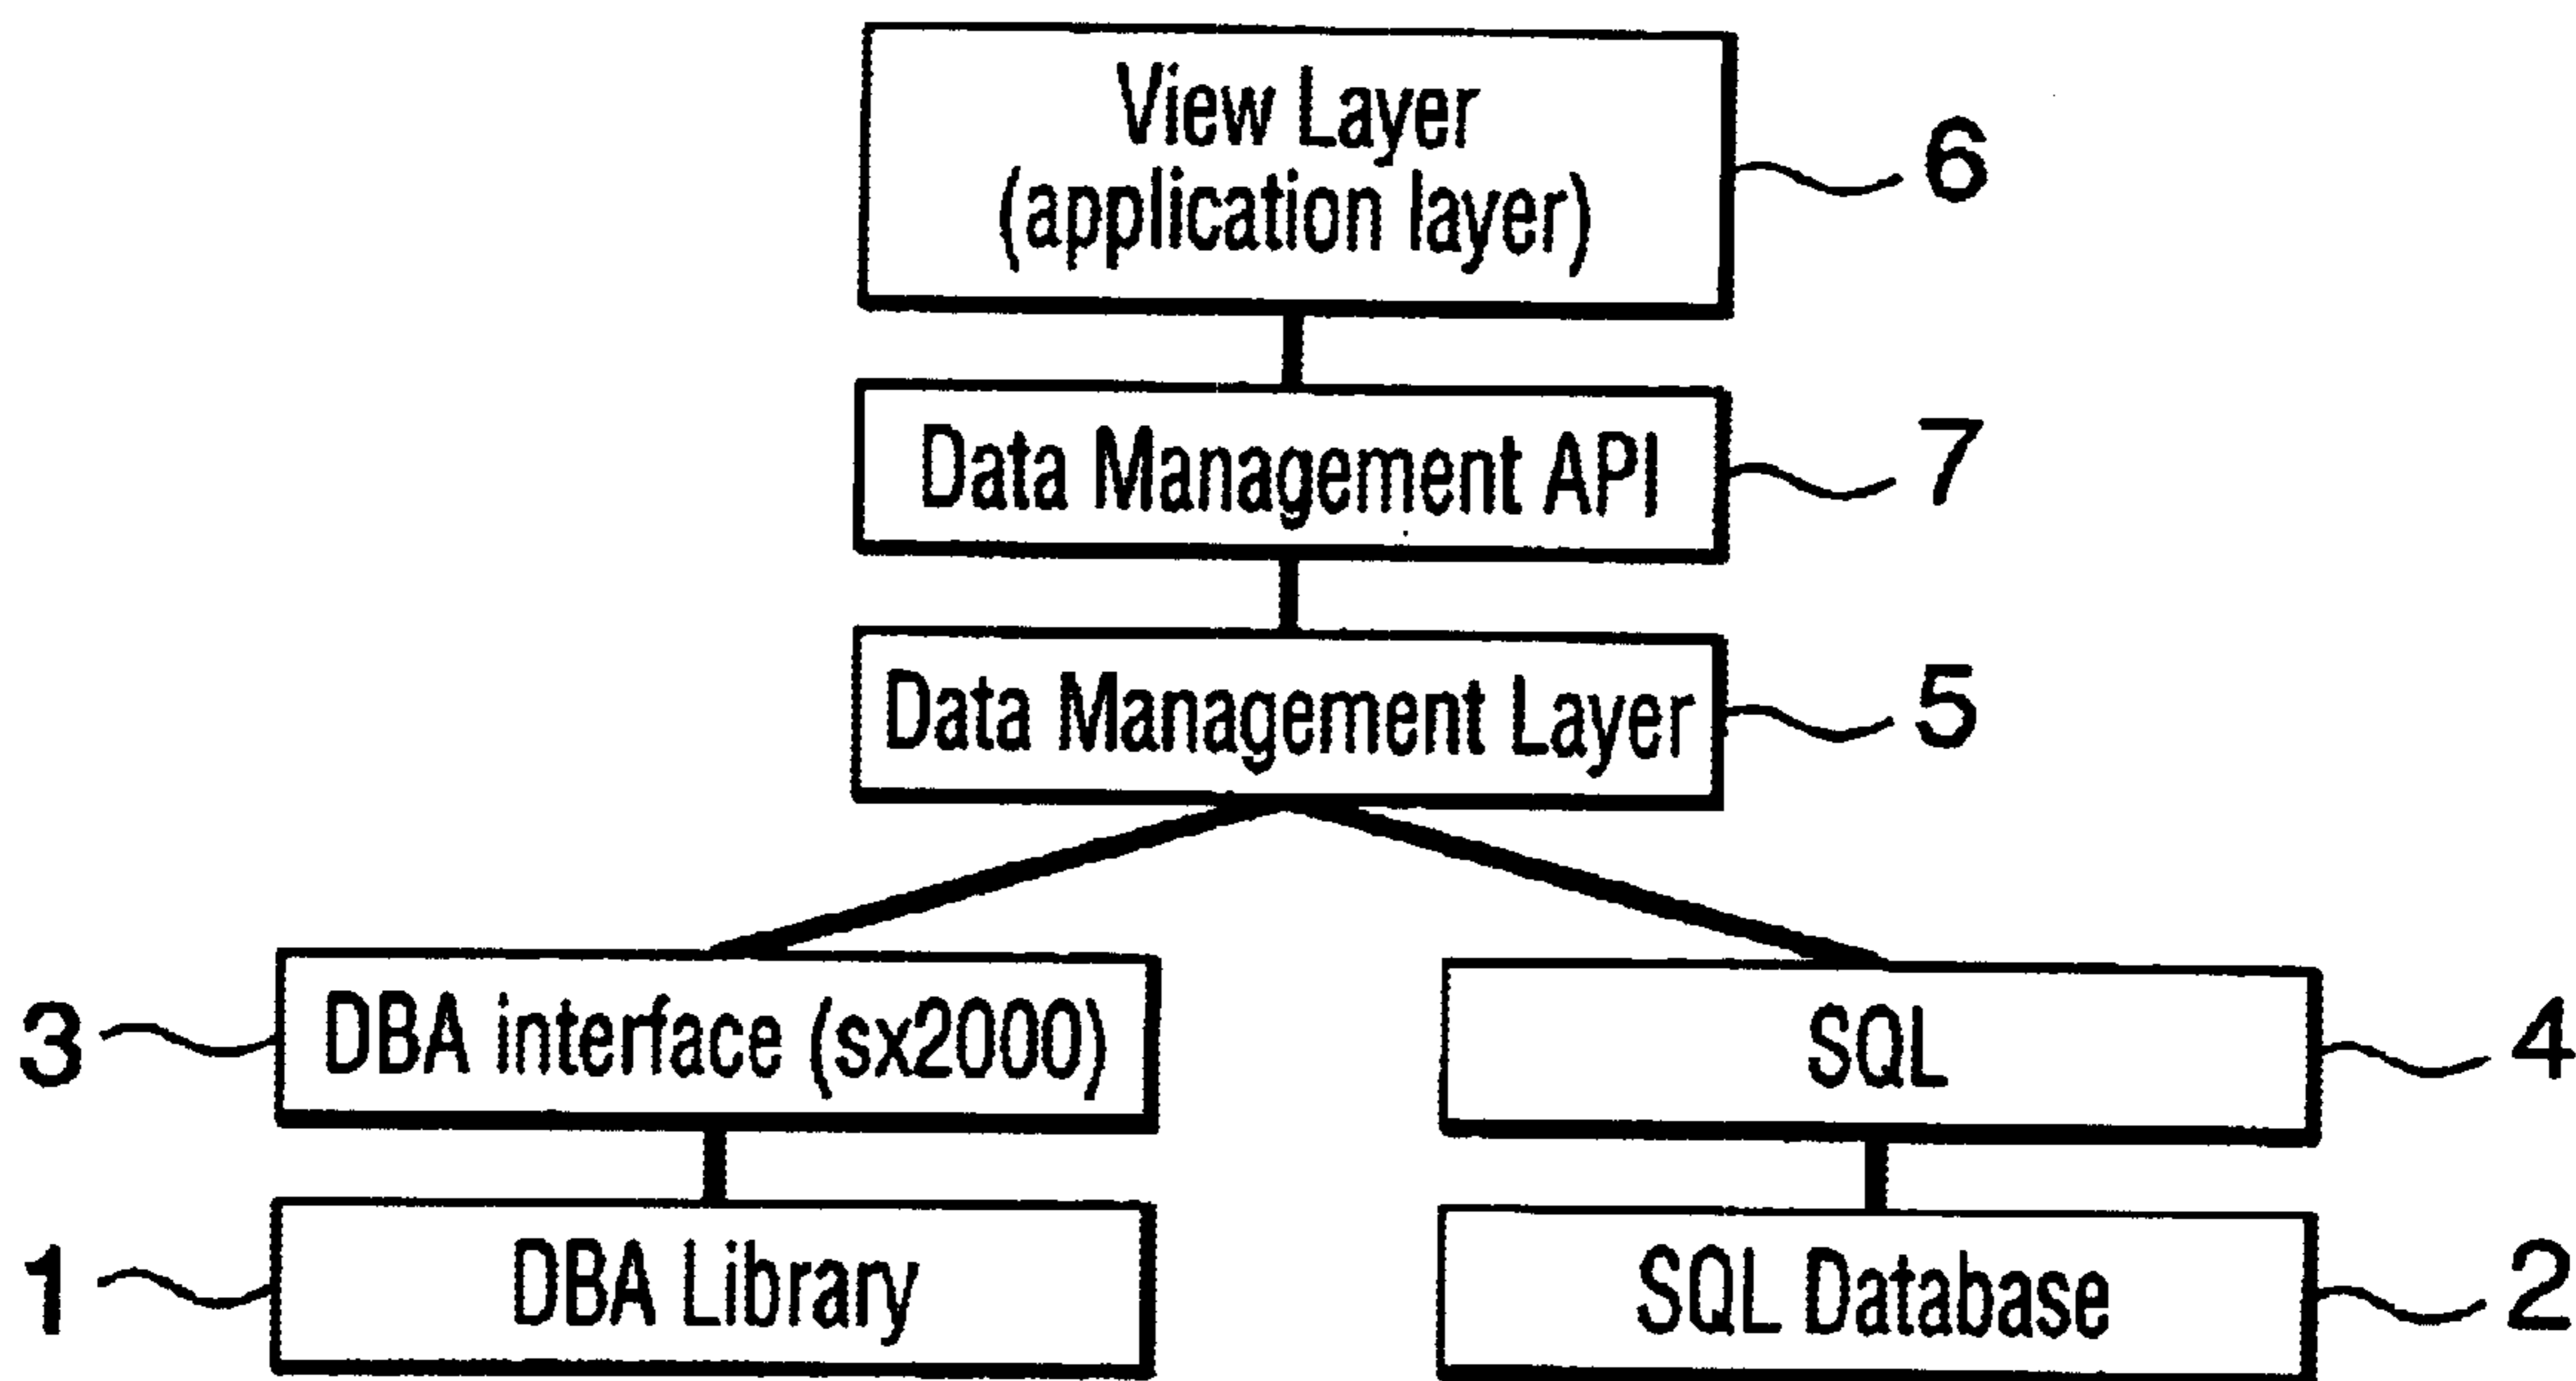 View Layer
(application layer)
6
Data Management API
7
Data Management Layer
5
3
DBA interface (sx2000)
SQL
4
1
DBA Library
SQL Database
2